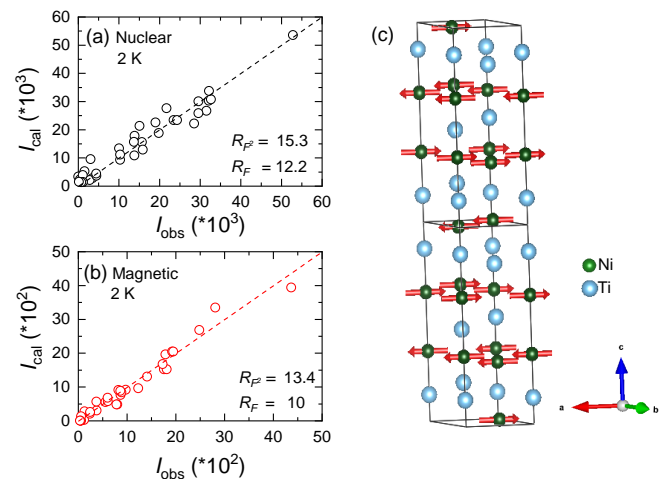 (a) Nuclear
2 K
I_cal (*10^3)
60
50
40
30
20
10
0
R_F² = 15.3
R_F = 12.2
0 10 20 30 40 50 60
I_obs (*10^3)
(b) Magnetic
2 K
I_cal (*10^2)
50
40
30
20
10
0
R_F² = 13.4
R_F = 10
0 10 20 30 40 50
I_obs (*10^2)
(c)
Ni
Ti
c
a
b